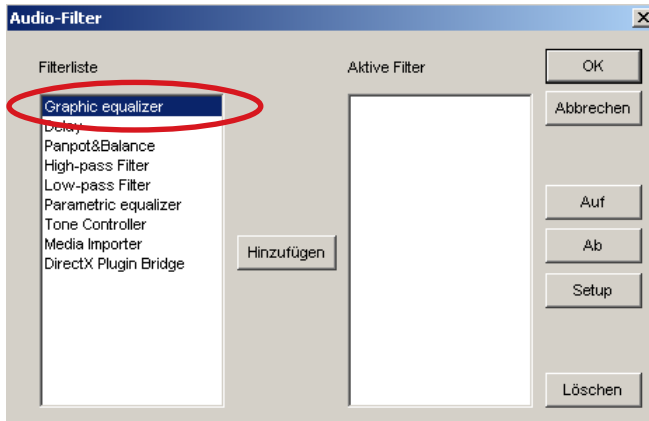 Audio-Filter
Filterliste
Aktive Filter
OK
Graphic equalizer
Abbrechen
Delay
Panpot&Balance
High-pass Filter
Low-pass Filter
Parametric equalizer
Auf
Tone Controller
Media Importer
Hinzufügen
Ab
DirectX Plugin Bridge
Setup
Löschen